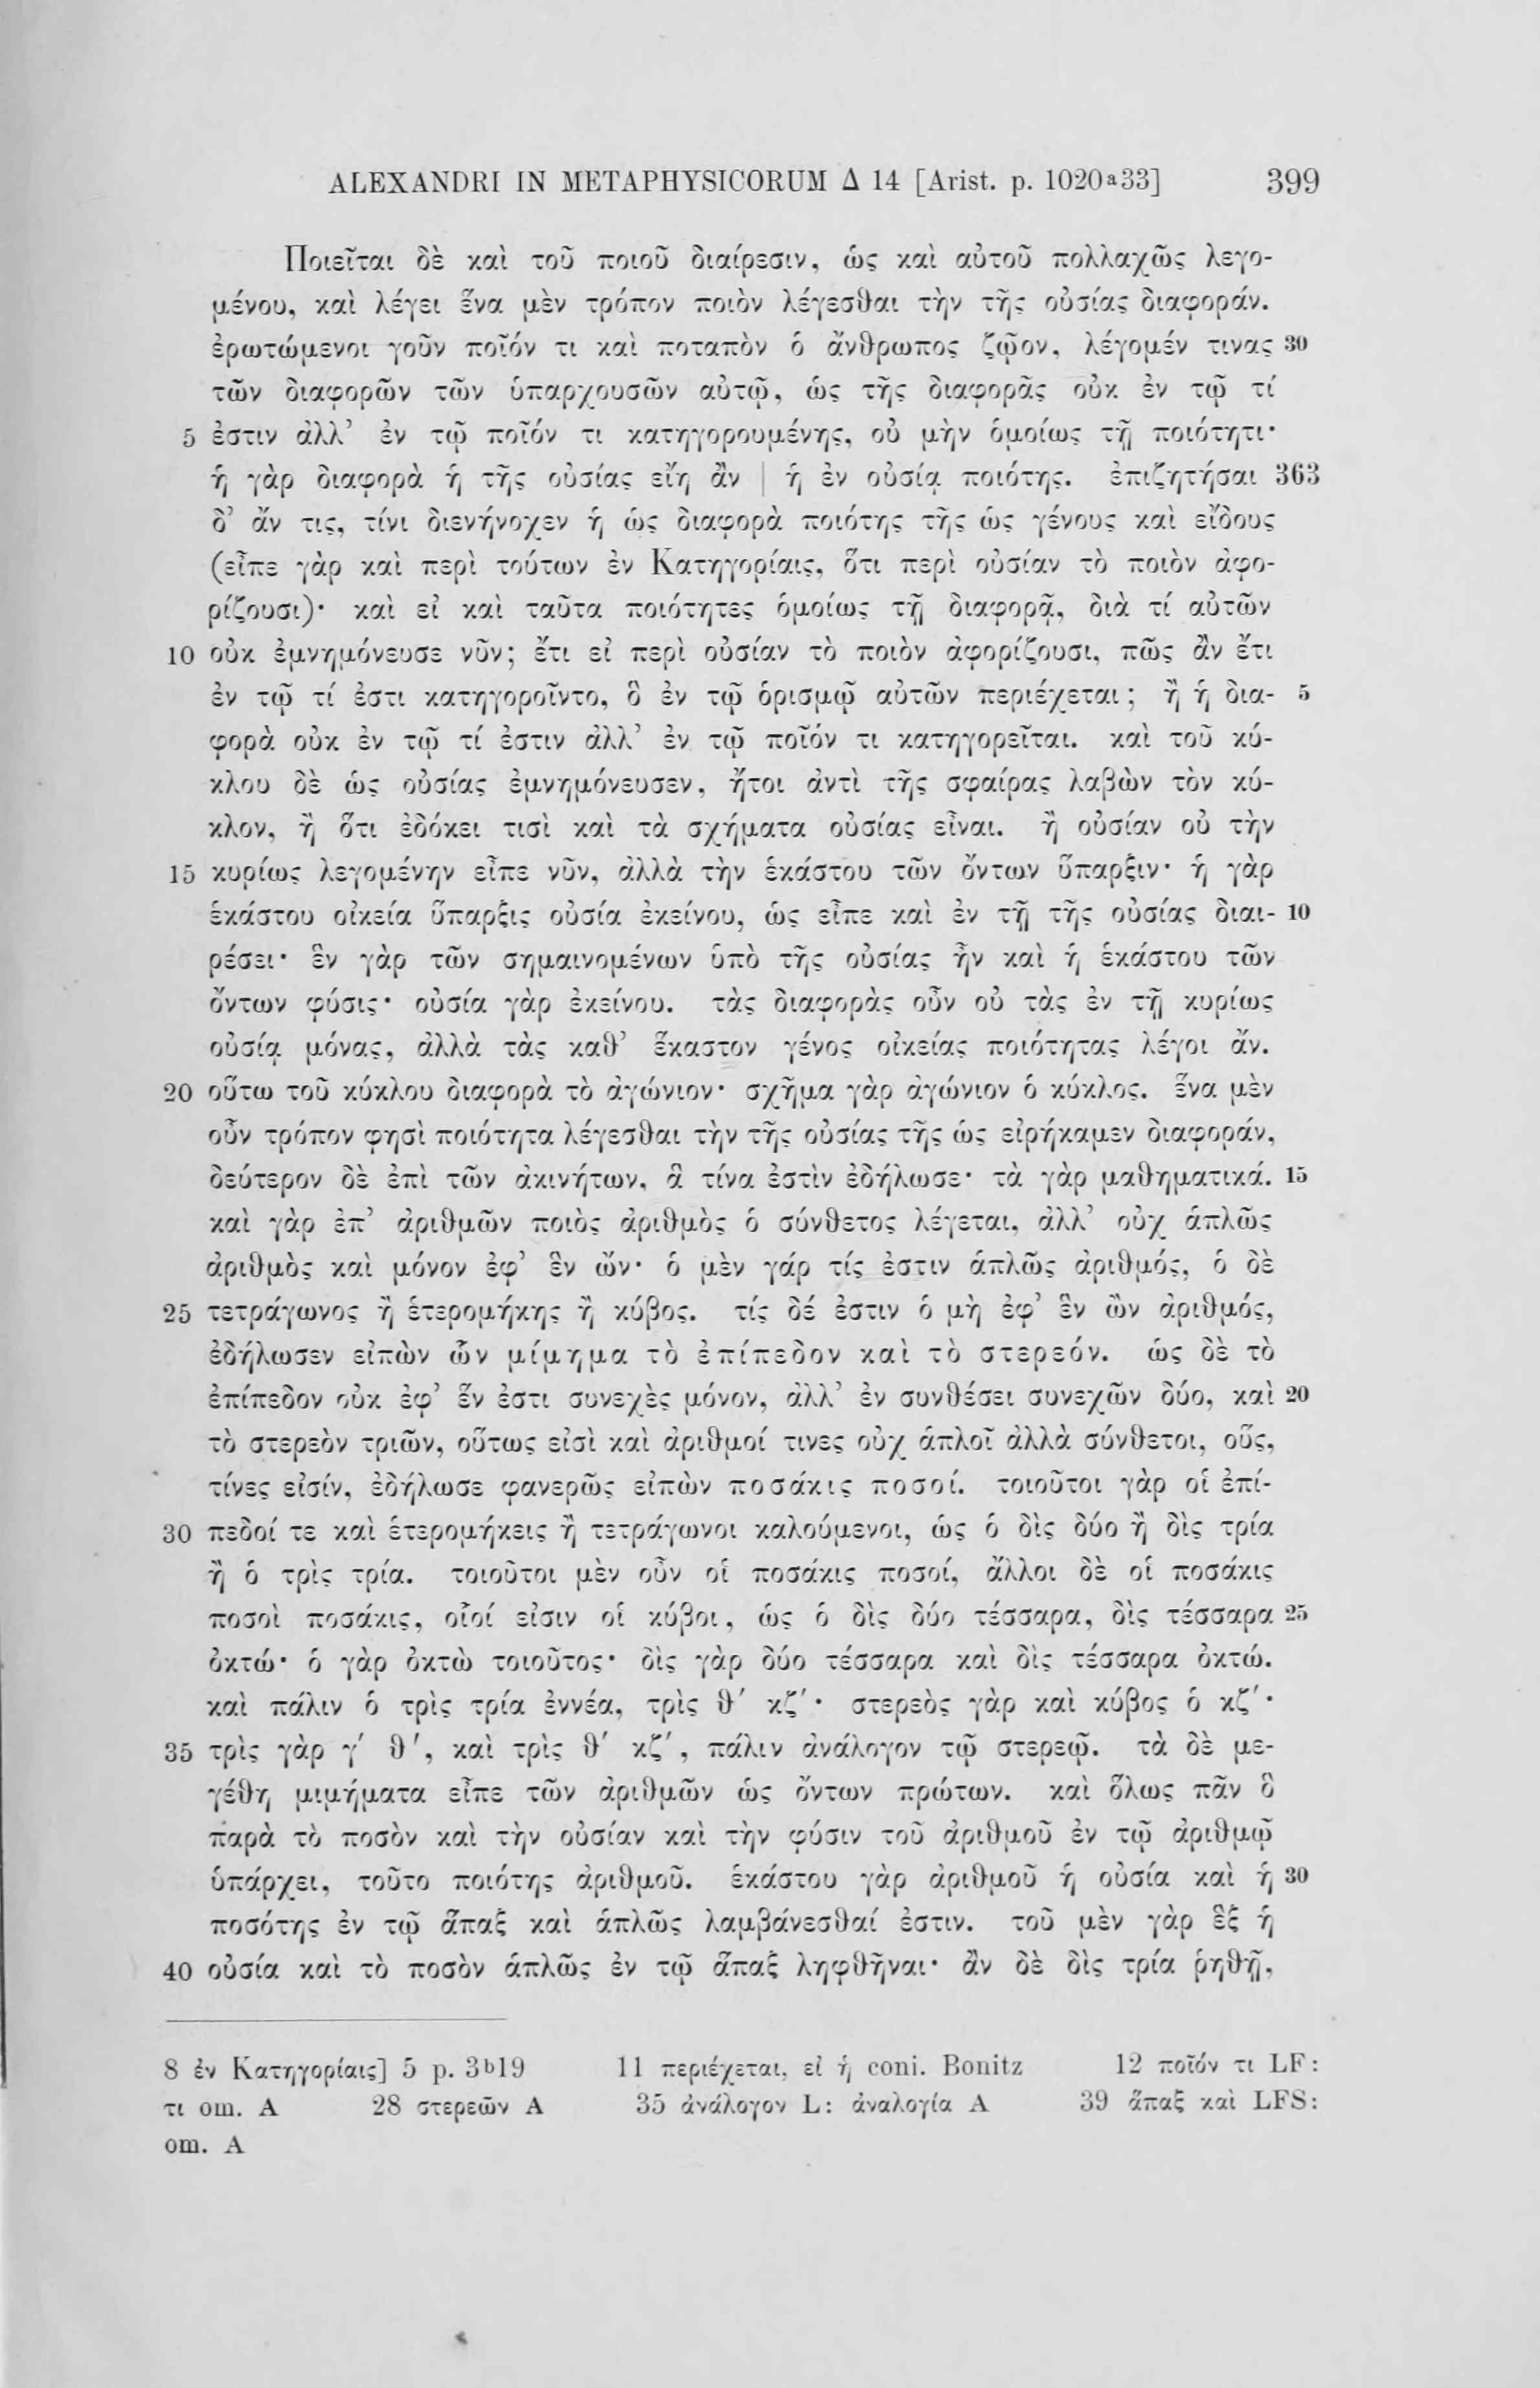 ALEXANDRI IN METAPHYSICORUM Δ 14 [Arist. p. 1020ᵃ33] 399
Ποιεῖται δὲ καὶ τοῦ ποιοῦ διαίρεσιν, ὡς καὶ αὐτοῦ πολλαχῶς λεγο-
μένου, καὶ λέγει ἕνα μὲν τρόπον ποιὸν λέγεσθαι τὴν τῆς οὐσίας διαφοράν.
ἐρωτώμενοι γοῦν ποῖόν τι καὶ ποταπὸν ὁ ἄνθρωπος ζῷον, λέγομέν τινας 30
τῶν διαφορῶν τῶν ὑπαρχουσῶν αὐτῷ, ὡς τῆς διαφορᾶς οὐκ ἐν τῷ τί
5 ἐστιν ἀλλ’ ἐν τῷ ποῖόν τι κατηγορουμένης, οὐ μὴν ὁμοίως τῇ ποιότητι·
ἡ γὰρ διαφορὰ ἡ τῆς οὐσίας εἴη ἂν | ἡ ἐν οὐσίᾳ ποιότης. ἐπιζητήσαι 363
δ’ ἄν τις, τίνι διενήνοχεν ἡ ὡς διαφορὰ ποιότης τῆς ὡς γένους καὶ εἴδους
(εἶπε γὰρ καὶ περὶ τούτων ἐν Κατηγορίαις, ὅτι περὶ οὐσίαν τὸ ποιὸν ἀφο-
ρίζουσι)· καὶ εἰ καὶ ταῦτα ποιότητες ὁμοίως τῇ διαφορᾷ, διὰ τί αὐτῶν
10 οὐκ ἐμνημόνευσε νῦν; ἔτι εἰ περὶ οὐσίαν τὸ ποιὸν ἀφορίζουσι, πῶς ἂν ἔτι
ἐν τῷ τί ἐστι κατηγοροῖντο, ὃ ἐν τῷ ὁρισμῷ αὐτῶν περιέχεται; ἢ ἡ δια- 5
φορὰ οὐκ ἐν τῷ τί ἐστιν ἀλλ’ ἐν τῷ ποῖόν τι κατηγορεῖται. καὶ τοῦ κύ-
κλου δὲ ὡς οὐσίας ἐμνημόνευσεν, ἤτοι ἀντὶ τῆς σφαίρας λαβὼν τὸν κύ-
κλον, ἢ ὅτι ἐδόκει τισὶ καὶ τὰ σχήματα οὐσίας εἶναι. ἢ οὐσίαν οὐ τὴν
15 κυρίως λεγομένην εἶπε νῦν, ἀλλὰ τὴν ἑκάστου τῶν ὄντων ὕπαρξιν· ἡ γὰρ
ἑκάστου οἰκεία ὕπαρξις οὐσία ἐκείνου, ὡς εἶπε καὶ ἐν τῇ τῆς οὐσίας διαι- 10
ρέσει· ἓν γὰρ τῶν σημαινομένων ὑπὸ τῆς οὐσίας ἦν καὶ ἡ ἑκάστου τῶν
ὄντων φύσις· οὐσία γὰρ ἐκείνου. τὰς διαφορὰς οὖν οὐ τὰς ἐν τῇ κυρίως
οὐσίᾳ μόνας, ἀλλὰ τὰς καθ’ ἕκαστον γένος οἰκείας ποιότητας λέγοι ἄν.
20 οὕτω τοῦ κύκλου διαφορὰ τὸ ἀγώνιον· σχῆμα γὰρ ἀγώνιον ὁ κύκλος. ἕνα μὲν
οὖν τρόπον φησὶ ποιότητα λέγεσθαι τὴν τῆς οὐσίας τῆς ὡς εἰρήκαμεν διαφοράν,
δεύτερον δὲ ἐπὶ τῶν ἀκινήτων, ἃ τίνα ἐστὶν ἐδήλωσε· τὰ γὰρ μαθηματικά. 15
καὶ γὰρ ἐπ’ ἀριθμῶν ποιὸς ἀριθμὸς ὁ σύνθετος λέγεται, ἀλλ’ οὐχ ἁπλῶς
ἀριθμὸς καὶ μόνον ἐφ’ ἓν ὤν· ὁ μὲν γάρ τίς ἐστιν ἁπλῶς ἀριθμός, ὁ δὲ
25 τετράγωνος ἢ ἑτερομήκης ἢ κύβος. τίς δέ ἐστιν ὁ μὴ ἐφ’ ἓν ὢν ἀριθμός,
ἐδήλωσεν εἰπὼν ὧν μίμημα τὸ ἐπίπεδον καὶ τὸ στερεόν. ὡς δὲ τὸ
ἐπίπεδον οὐκ ἐφ’ ἕν ἐστι συνεχὲς μόνον, ἀλλ’ ἐν συνθέσει συνεχῶν δύο, καὶ 20
τὸ στερεὸν τριῶν, οὕτως εἰσὶ καὶ ἀριθμοί τινες οὐχ ἁπλοῖ ἀλλὰ σύνθετοι, οὕς,
τίνες εἰσίν, ἐδήλωσε φανερῶς εἰπὼν ποσάκις ποσοί. τοιοῦτοι γὰρ οἱ ἐπί-
30 πεδοί τε καὶ ἑτερομήκεις ἢ τετράγωνοι καλούμενοι, ὡς ὁ δὶς δύο ἢ δὶς τρία
ἢ ὁ τρὶς τρία. τοιοῦτοι μὲν οὖν οἱ ποσάκις ποσοί, ἄλλοι δὲ οἱ ποσάκις
ποσοὶ ποσάκις, οἷοί εἰσιν οἱ κύβοι, ὡς ὁ δὶς δύο τέσσαρα, δὶς τέσσαρα 25
ὀκτώ· ὁ γὰρ ὀκτὼ τοιοῦτος· δὶς γὰρ δύο τέσσαρα καὶ δὶς τέσσαρα ὀκτώ.
καὶ πάλιν ὁ τρὶς τρία ἐννέα, τρὶς θ′ κζ′· στερεὸς γὰρ καὶ κύβος ὁ κζ′·
35 τρὶς γὰρ γ′ θ′, καὶ τρὶς θ′ κζ′, πάλιν ἀνάλογον τῷ στερεῷ. τὰ δὲ με-
γέθη μιμήματα εἶπε τῶν ἀριθμῶν ὡς ὄντων πρώτων. καὶ ὅλως πᾶν ὃ
παρὰ τὸ ποσὸν καὶ τὴν οὐσίαν καὶ τὴν φύσιν τοῦ ἀριθμοῦ ἐν τῷ ἀριθμῷ
ὑπάρχει, τοῦτο ποιότης ἀριθμοῦ. ἑκάστου γὰρ ἀριθμοῦ ἡ οὐσία καὶ ἡ 30
ποσότης ἐν τῷ ἅπαξ καὶ ἁπλῶς λαμβάνεσθαί ἐστιν. τοῦ μὲν γὰρ ἓξ ἡ
40 οὐσία καὶ τὸ ποσὸν ἁπλῶς ἐν τῷ ἅπαξ ληφθῆναι· ἂν δὲ δὶς τρία ῥηθῇ,
8 ἐν Κατηγορίαις] 5 p. 3ᵇ19 11 περιέχεται, εἰ ἡ coni. Bonitz 12 ποῖόν τι LF:
τι om. A 28 στερεῶν A 35 ἀνάλογον L: ἀναλογία A 39 ἅπαξ καὶ LFS:
om. A